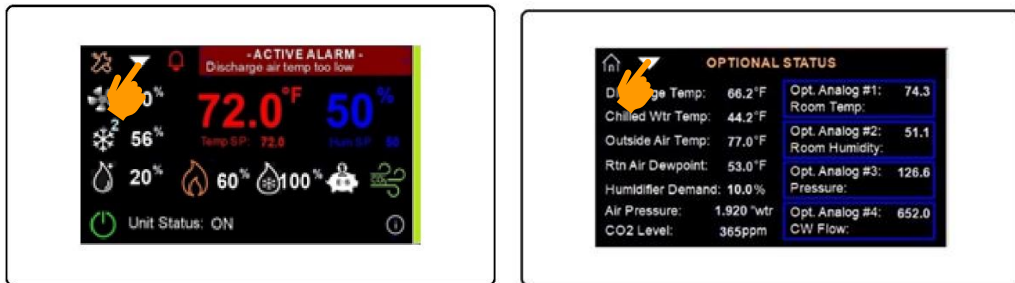 - ACTIVE ALARM -
Discharge air temp too low
72.0°F
50%
Temp SP: 72.0
Hum SP: 50
2
56%
20%
60%
100%
Unit Status: ON
OPTIONAL STATUS
Temp: 66.2°F
Chilled Wtr Temp: 44.2°F
Outside Air Temp: 77.0°F
Rtn Air Dewpoint: 53.0°F
Humidifier Demand: 10.0%
Air Pressure: 1.920 "wtr
CO2 Level: 365ppm
Opt. Analog #1: 74.3
Room Temp:
Opt. Analog #2: 51.1
Room Humidity:
Opt. Analog #3: 126.6
Pressure:
Opt. Analog #4: 652.0
CW Flow: